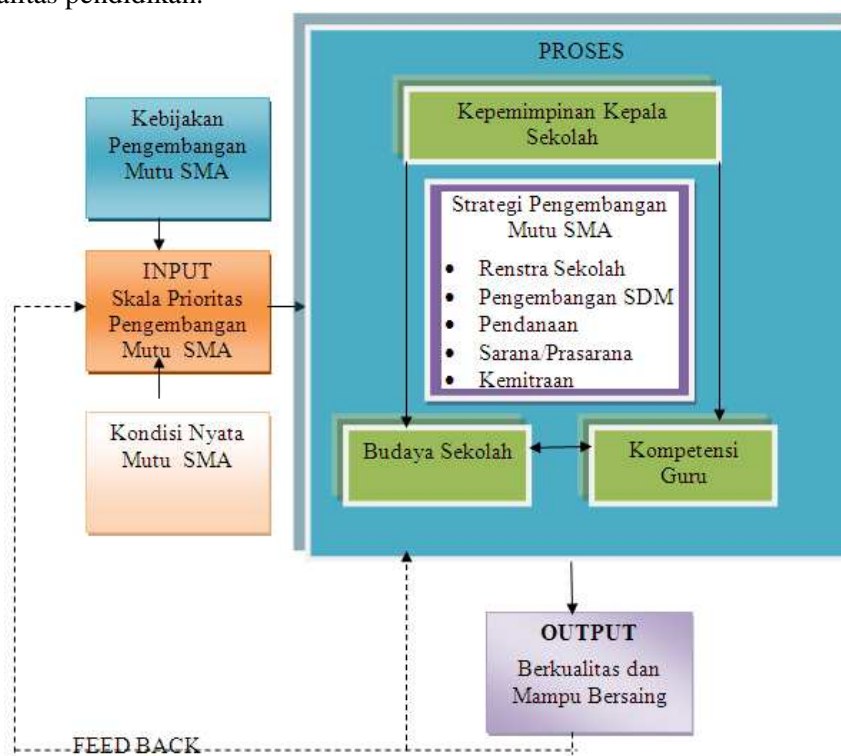 alitas pendidikan.
PROSES
Kebijakan
Pengembangan
Mutu SMA
Kepemimpinan Kepala
Sekolah
Strategi Pengembangan
Mutu SMA
• Renstra Sekolah
• Pengembangan SDM
• Pendanaan
• Sarana/Prasarana
• Kemitraan
INPUT
Skala Prioritas
Pengembangan
Mutu SMA
Kondisi Nyata
Mutu SMA
Budaya Sekolah
Kompetensi
Guru
OUTPUT
Berkualitas dan
Mampu Bersaing
FEED BACK